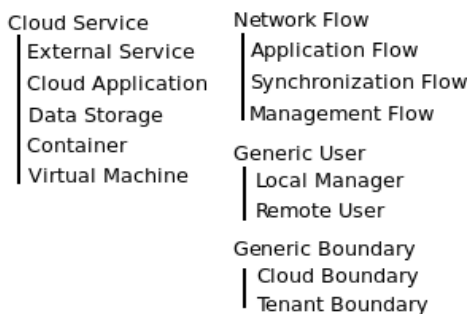 Cloud Service
External Service
Cloud Application
Data Storage
Container
Virtual Machine
Network Flow
Application Flow
Synchronization Flow
Management Flow
Generic User
Local Manager
Remote User
Generic Boundary
Cloud Boundary
Tenant Boundary